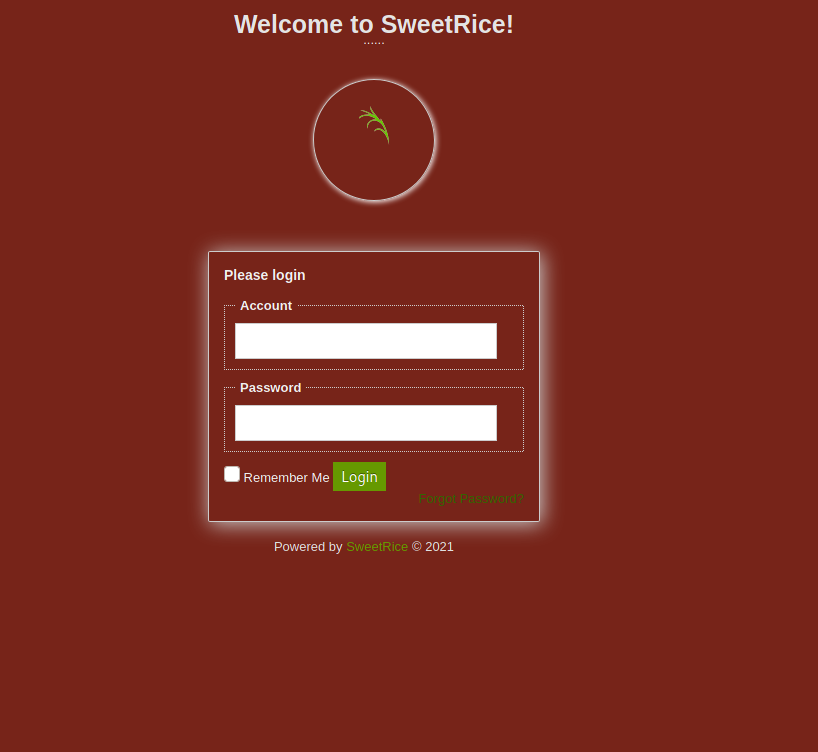 Welcome to SweetRice!
......
Please login
Account
Password
Remember Me Login
Forgot Password?
Powered by SweetRice © 2021